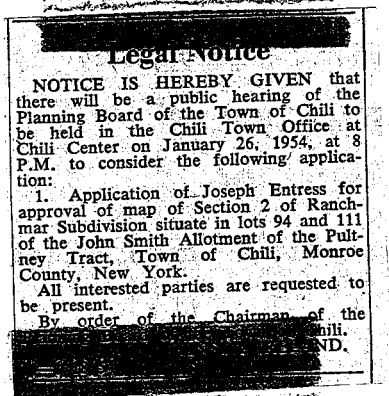 Legal Notice
NOTICE IS HEREBY GIVEN that
there will be a public hearing of the
Planning Board of the Town of Chili to
be held in the Chili Town Office at
Chili Center on January 26, 1954, at 8
P.M. to consider the following applica-
tion:
1. Application of Joseph Entress for
approval of map of Section 2 of Ranch-
mar Subdivision situate in lots 94 and 111
of the John Smith Allotment of the Pult-
ney Tract, Town of Chili, Monroe
County, New York.
All interested parties are requested to
be present.
By order of the Chairman of the
Chili.
ND.